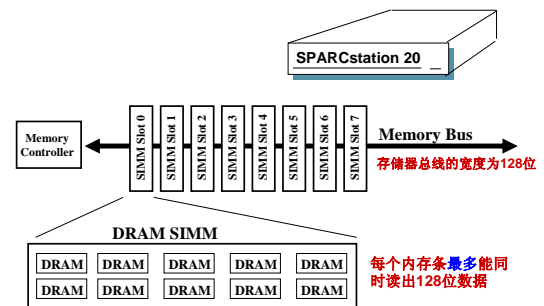 SPARCstation 20
Memory
Controller
SIMM Slot 0
SIMM Slot 1
SIMM Slot 2
SIMM Slot 3
SIMM Slot 4
SIMM Slot 5
SIMM Slot 6
SIMM Slot 7
Memory Bus
存储器总线的宽度为128位
DRAM SIMM
DRAM DRAM DRAM DRAM DRAM
DRAM DRAM DRAM DRAM DRAM
每个内存条最多能同
时读出128位数据